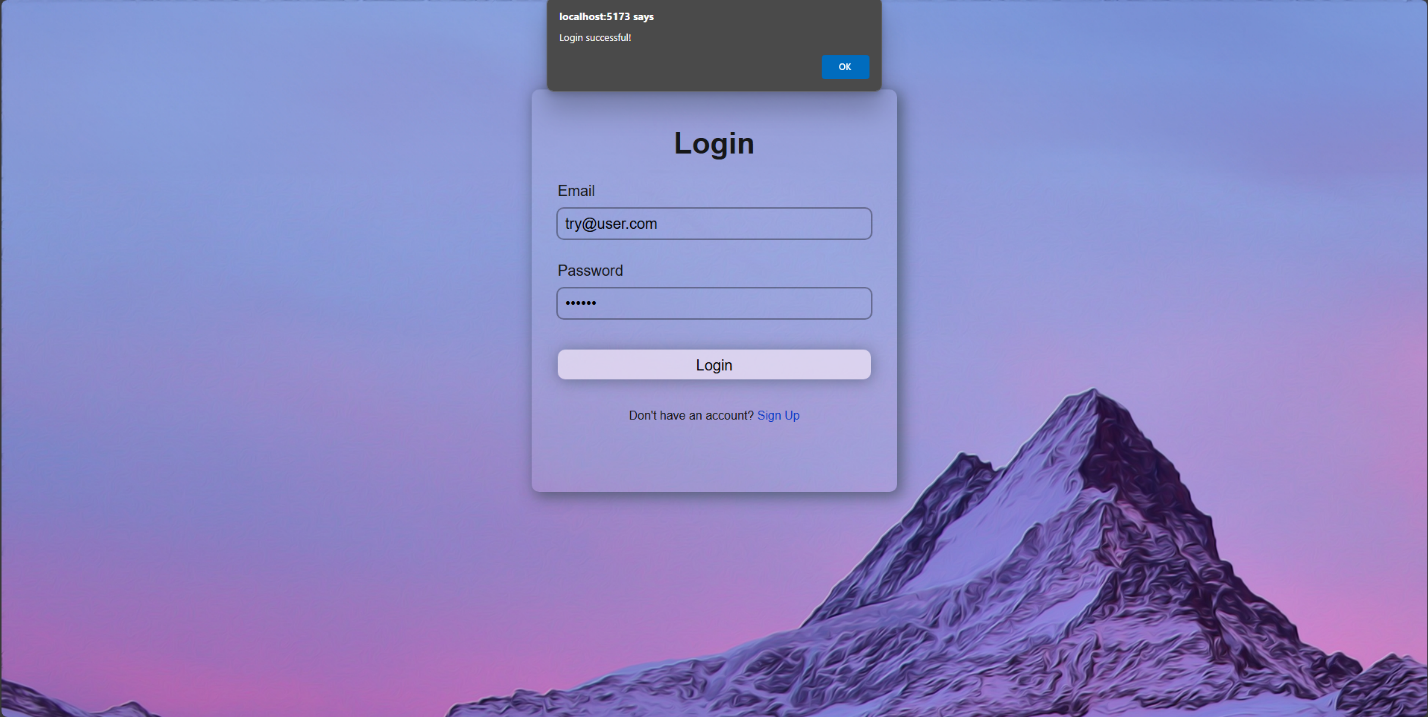 localhost:5173 says
Login successful!
OK
Login
Email
try@user.com
Password
••••••
Login
Don't have an account? Sign Up